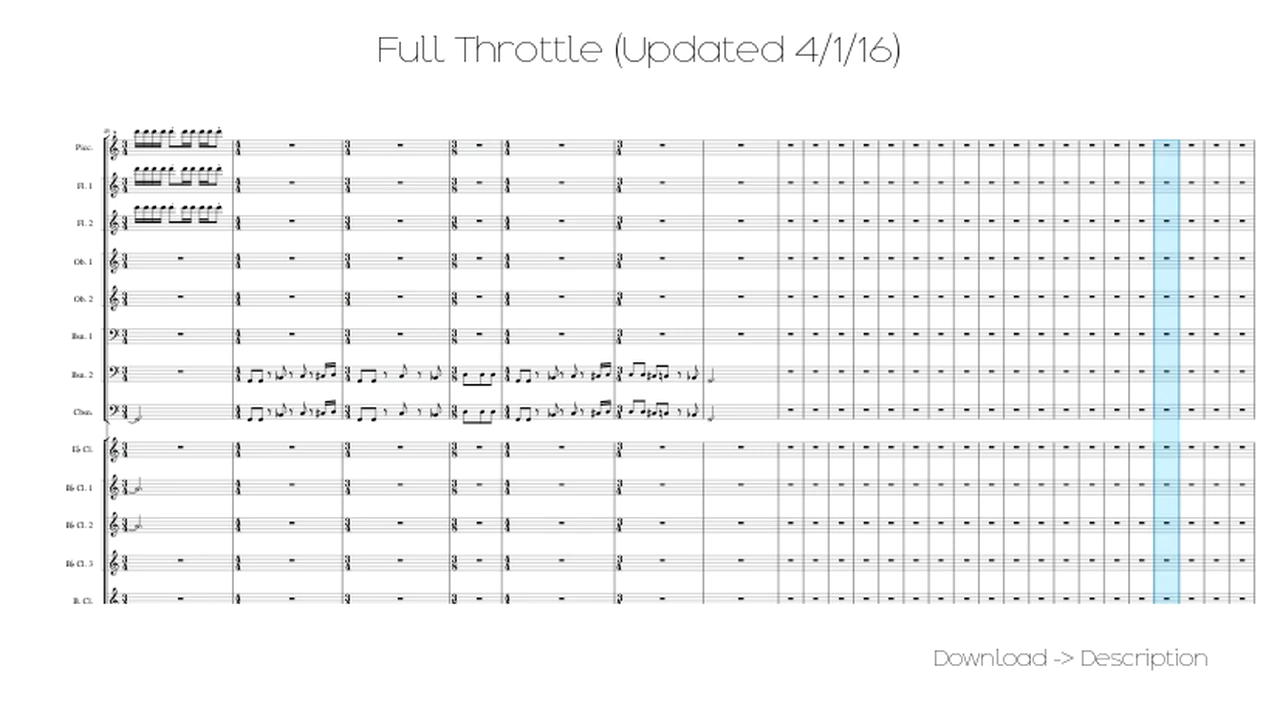 Full Throttle (Updated 4/1/16)
Picc.
Fl. 1
Fl. 2
Ob. 1
Ob. 2
Bsn. 1
Bsn. 2
Cbsn.
E♭ Cl.
B♭ Cl. 1
B♭ Cl. 2
B♭ Cl. 3
B. Cl.
Download -> Description